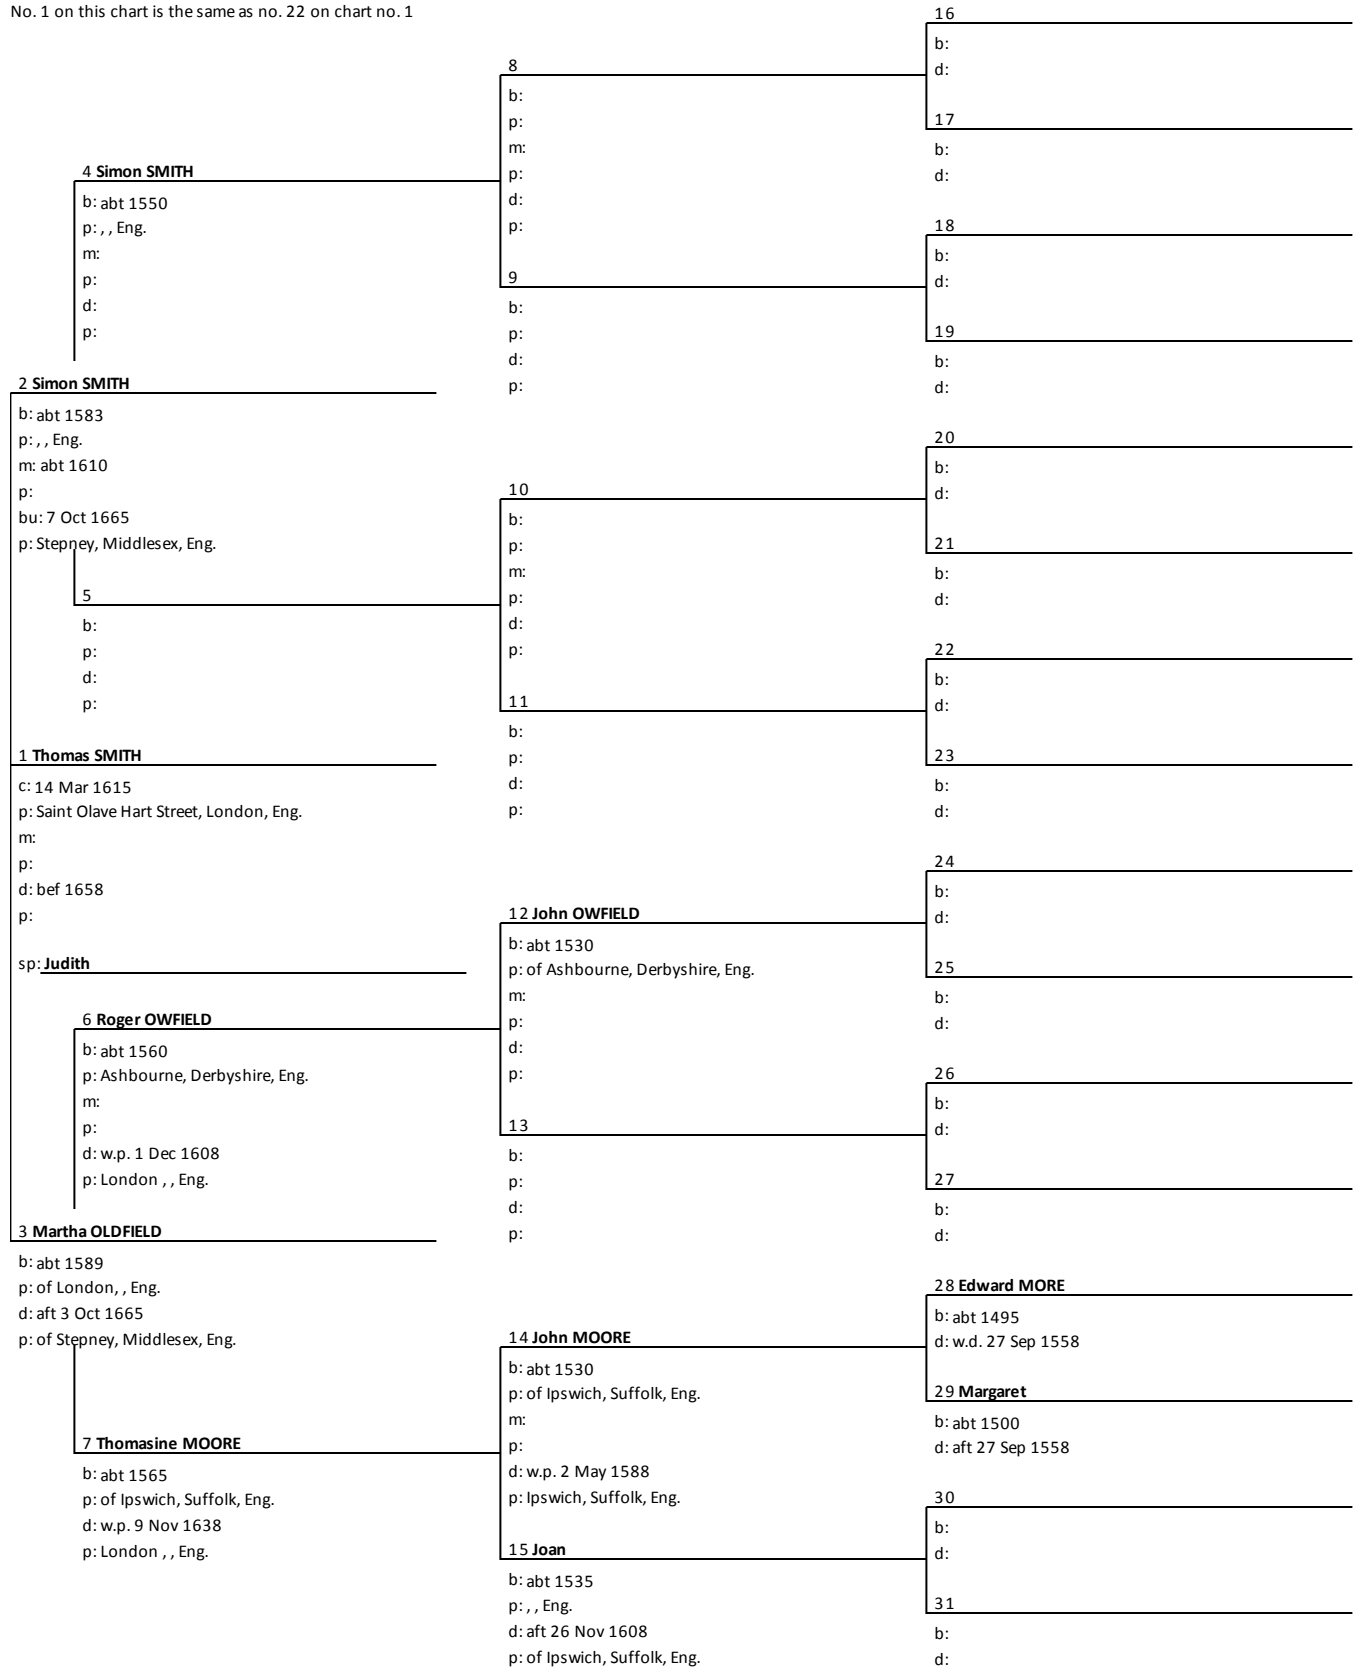 No. 1 on this chart is the same as no. 22 on chart no. 1
4 Simon SMITH
b: abt 1550
p: , , Eng.
m:
p:
d:
p:
2 Simon SMITH
b: abt 1583
p: , , Eng.
m: abt 1610
p:
bu: 7 Oct 1665
p: Stepney, Middlesex, Eng.
5
b:
p:
d:
p:
1 Thomas SMITH
c: 14 Mar 1615
p: Saint Olave Hart Street, London, Eng.
m:
p:
d: bef 1658
p:
sp: Judith
6 Roger OWFIELD
b: abt 1560
p: Ashbourne, Derbyshire, Eng.
m:
p:
d: w.p. 1 Dec 1608
p: London , , Eng.
3 Martha OLDFIELD
b: abt 1589
p: of London, , Eng.
d: aft 3 Oct 1665
p: of Stepney, Middlesex, Eng.
7 Thomasine MOORE
b: abt 1565
p: of Ipswich, Suffolk, Eng.
d: w.p. 9 Nov 1638
p: London , , Eng.
8
b:
p:
m:
p:
d:
p:
9
b:
p:
d:
p:
10
b:
p:
m:
p:
d:
p:
11
b:
p:
d:
p:
12 John OWFIELD
b: abt 1530
p: of Ashbourne, Derbyshire, Eng.
m:
p:
d:
p:
13
b:
p:
d:
p:
14 John MOORE
b: abt 1530
p: of Ipswich, Suffolk, Eng.
m:
p:
d: w.p. 2 May 1588
p: Ipswich, Suffolk, Eng.
15 Joan
b: abt 1535
p: , , Eng.
d: aft 26 Nov 1608
p: of Ipswich, Suffolk, Eng.
16
b:
d:
17
b:
d:
18
b:
d:
19
b:
d:
20
b:
d:
21
b:
d:
22
b:
d:
23
b:
d:
24
b:
d:
25
b:
d:
26
b:
d:
27
b:
d:
28 Edward MORE
b: abt 1495
d: w.d. 27 Sep 1558
29 Margaret
b: abt 1500
d: aft 27 Sep 1558
30
b:
d:
31
b:
d: